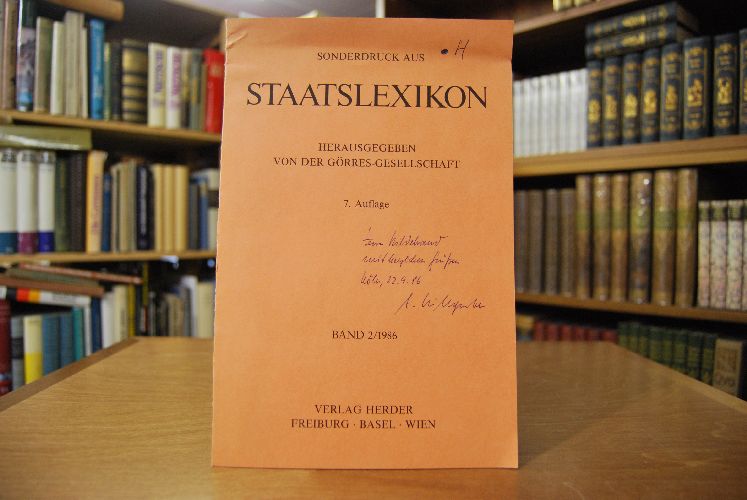 SONDERDRUCK AUS
H
STAATSLEXIKON
HERAUSGEGEBEN
VON DER GÖRRES-GESELLSCHAFT
7. Auflage
mit herzlichen Grüßen
Köln, 22.9.86
BAND 2/1986
VERLAG HERDER
FREIBURG · BASEL · WIEN